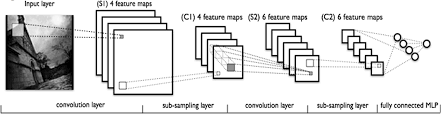 Input layer
(S1) 4 feature maps
(C1) 4 feature maps
(S2) 6 feature maps
(C2) 6 feature maps
convolution layer
sub-sampling layer
convolution layer
sub-sampling layer
fully connected MLP